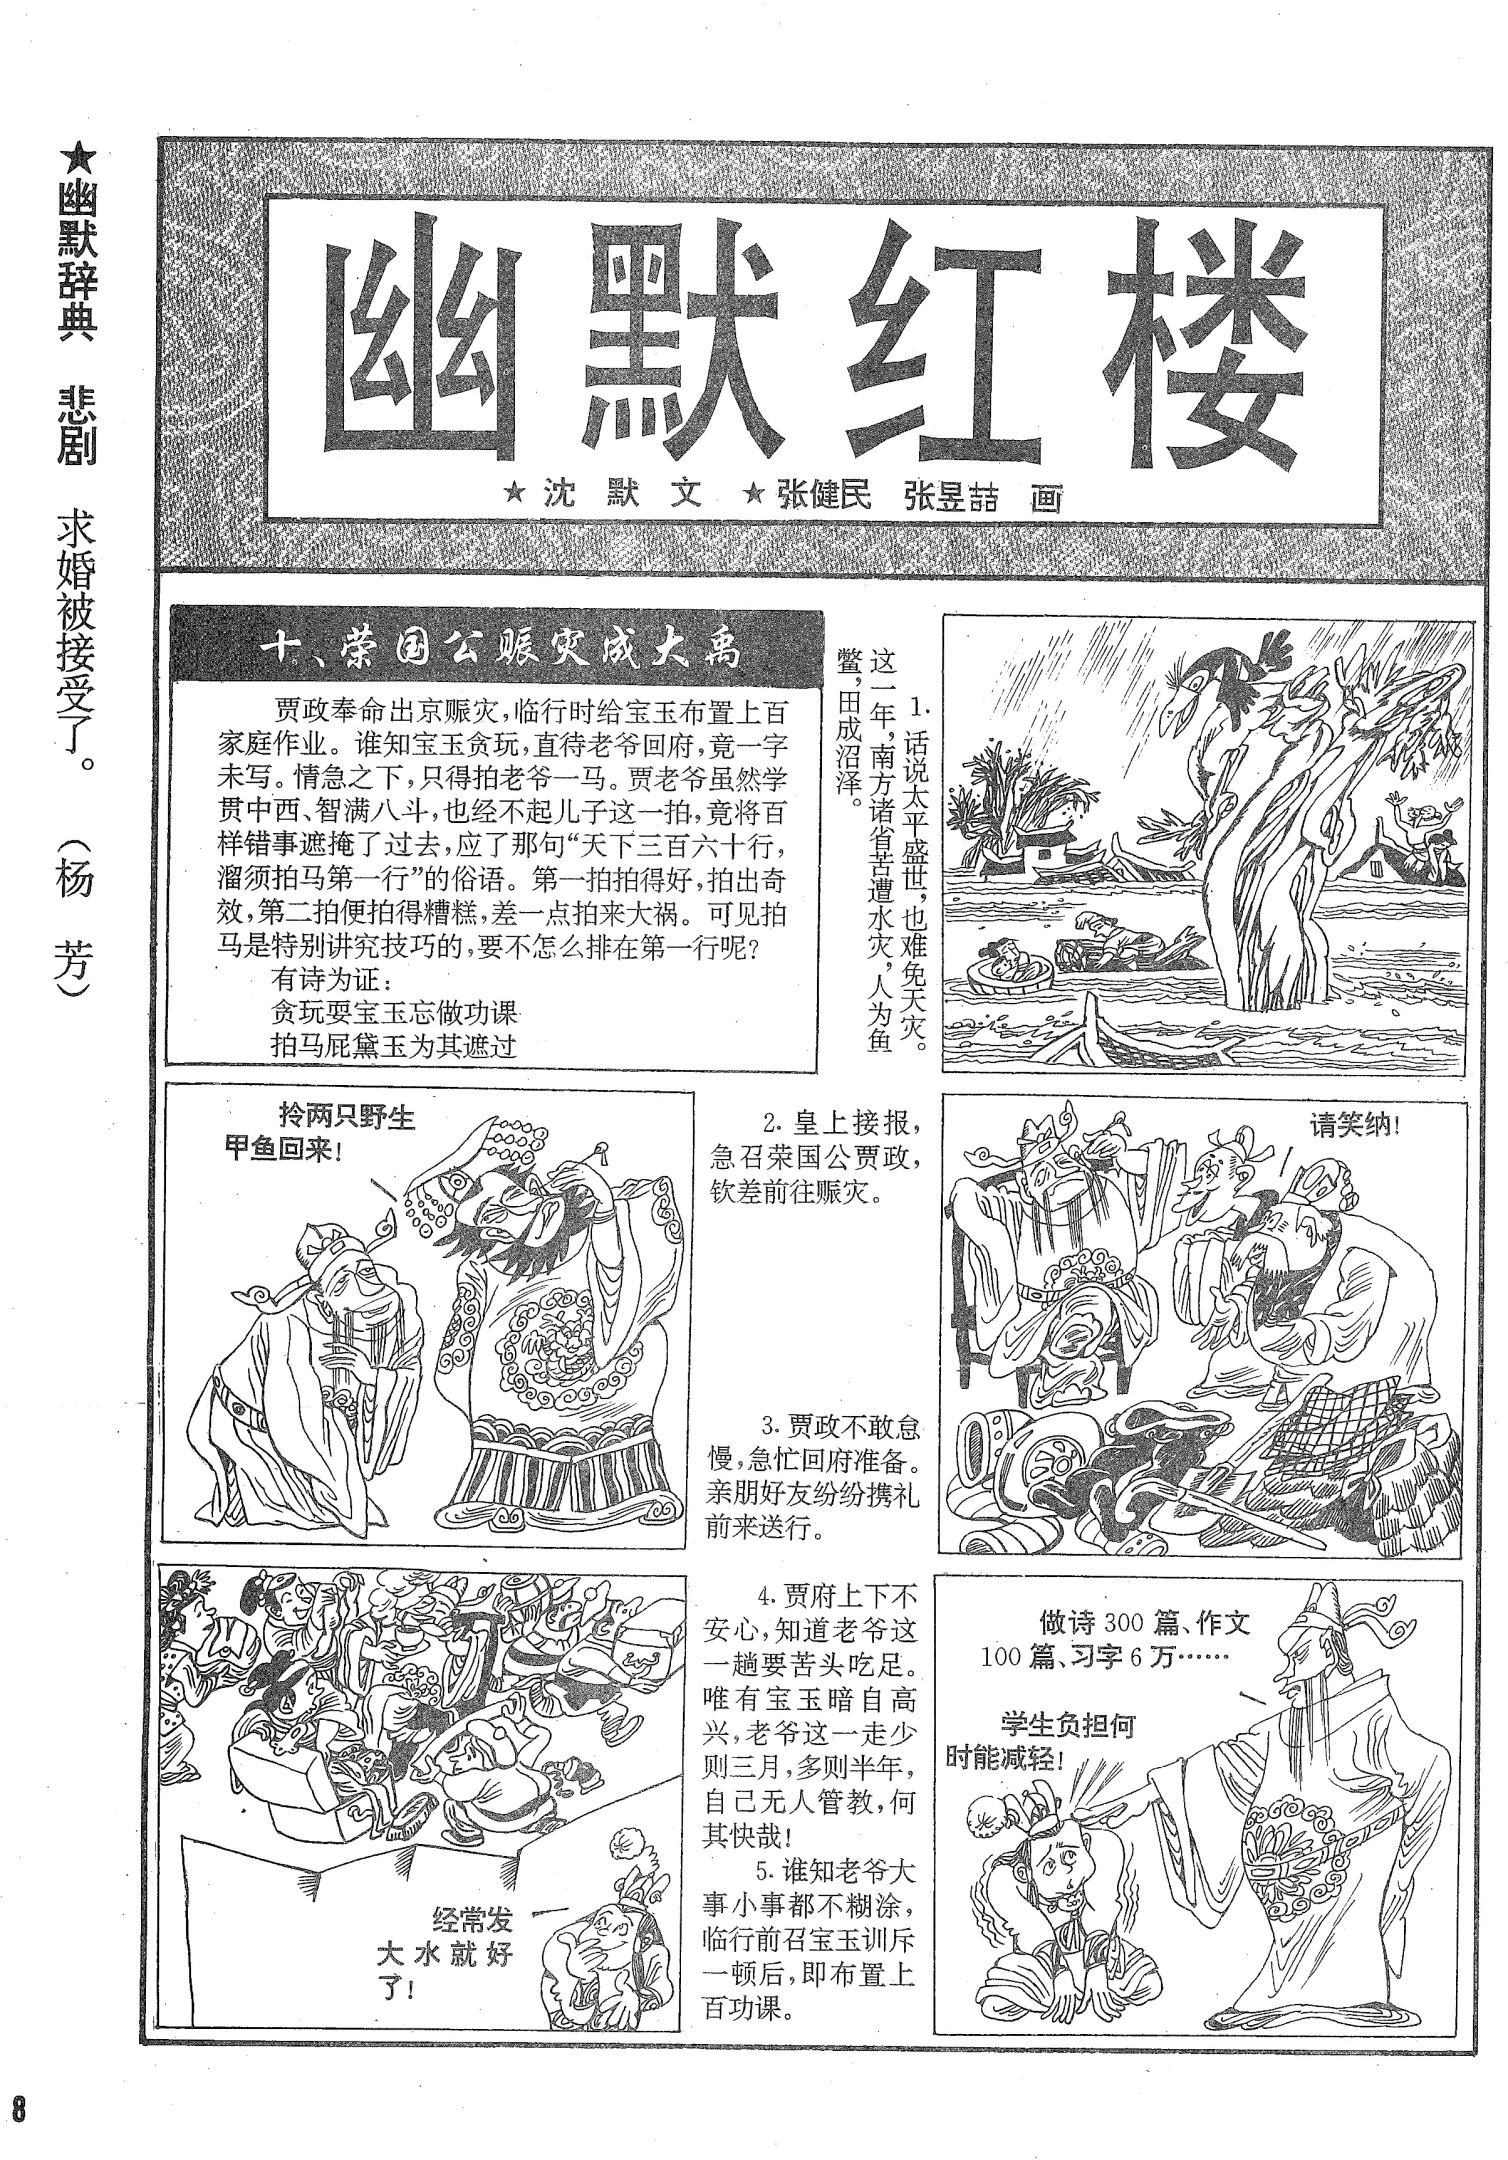 ★幽默辞典 悲剧 求婚被接受了。 （杨 芳）
幽默红楼
★沈 默 文 ★张健民 张昱喆 画
十、荣国公赈灾成大禹
贾政奉命出京赈灾，临行时给宝玉布置上百
家庭作业。谁知宝玉贪玩，直待老爷回府，竟一字
未写。情急之下，只得拍老爷一马。贾老爷虽然学
贯中西、智满八斗，也经不起儿子这一拍，竟将百
样错事遮掩了过去，应了那句“天下三百六十行，
溜须拍马第一行”的俗语。第一拍拍得好，拍出奇
效，第二拍便拍得糟糕，差一点拍来大祸。可见拍
马是特别讲究技巧的，要不怎么排在第一行呢？
有诗为证：
贪玩耍宝玉忘做功课
拍马屁黛玉为其遮过
1. 话说太平盛世，也难免天灾。
这一年，南方诸省苦遭水灾，人为鱼
鳖，田成沼泽。
拎两只野生
甲鱼回来！
2. 皇上接报，
急召荣国公贾政，
钦差前往赈灾。
请笑纳！
3. 贾政不敢怠
慢，急忙回府准备。
亲朋好友纷纷携礼
前来送行。
4. 贾府上下不
安心，知道老爷这
一趟要苦头吃足。
唯有宝玉暗自高
兴，老爷这一走少
则三月，多则半年，
自己无人管教，何
其快哉！
经常发
大水就好
了！
5. 谁知老爷大
事小事都不糊涂，
临行前召宝玉训斥
一顿后，即布置上
百功课。
做诗300篇、作文
100篇、习字6万……
学生负担何
时能减轻！
8